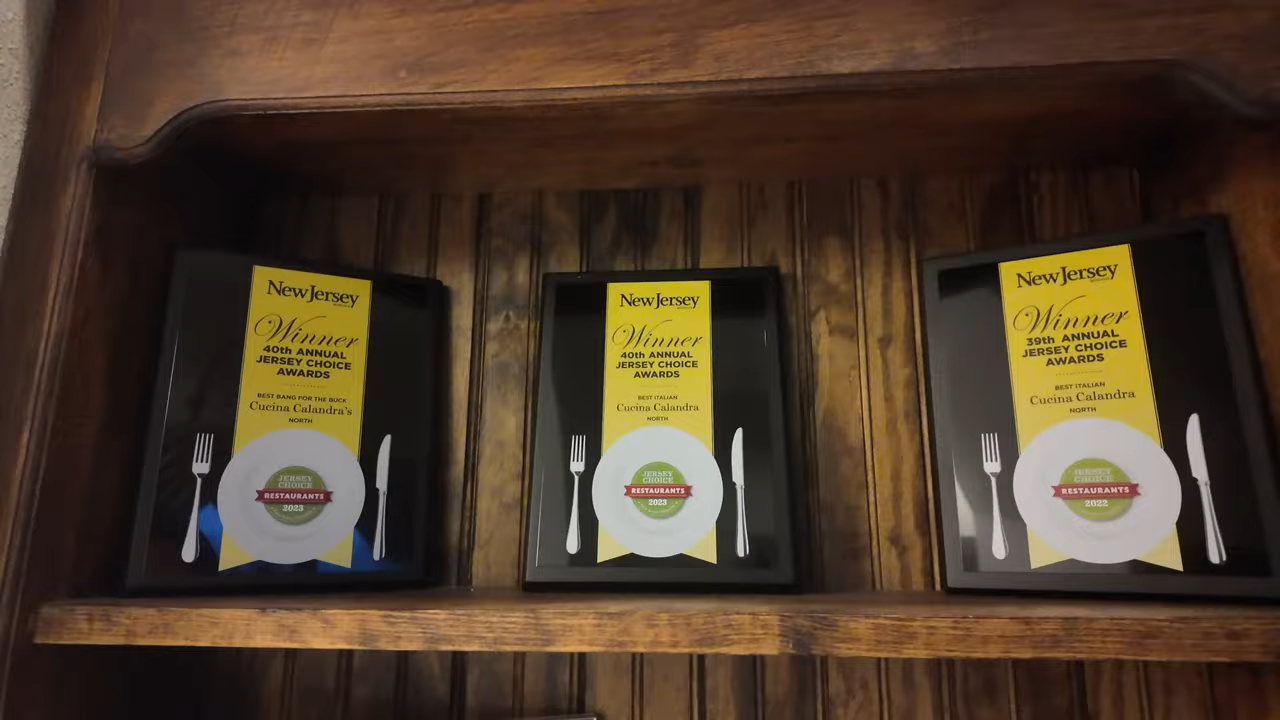 New Jersey
Winner
40th ANNUAL
JERSEY CHOICE
AWARDS
BEST BANG FOR THE BUCK
Cucina Calandra's
NORTH
JERSEY
CHOICE
RESTAURANTS
2023
New Jersey
Winner
40th ANNUAL
JERSEY CHOICE
AWARDS
BEST ITALIAN
Cucina Calandra
NORTH
JERSEY
CHOICE
RESTAURANTS
2023
New Jersey
Winner
39th ANNUAL
JERSEY CHOICE
AWARDS
BEST ITALIAN
Cucina Calandra
NORTH
JERSEY
CHOICE
RESTAURANTS
2022